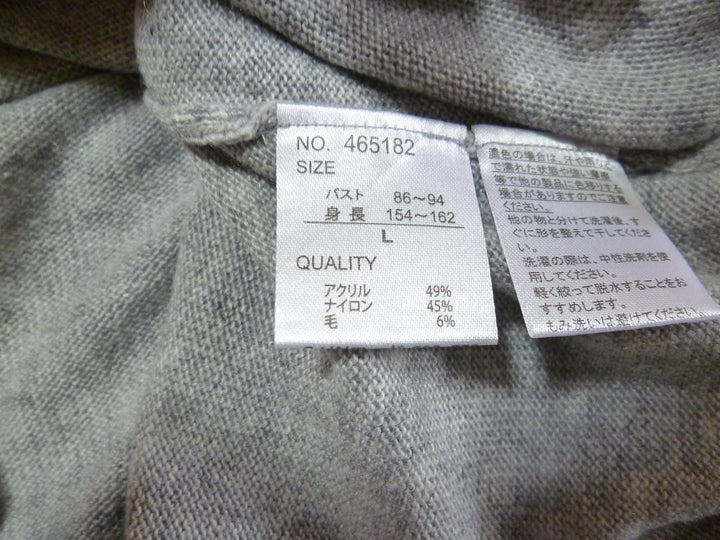 NO. 465182
SIZE
バスト 86～94
身長 154～162
L
QUALITY
アクリル 49%
ナイロン 45%
毛 6%
濃色の場合は、汗や雨など
で濡れた状態や強い摩擦
等で他の製品に色移りする
場合がありますのでご注意
ください。
他の物と分けて洗濯後、す
ぐに形を整えて干してください。
洗濯の際は、中性洗剤を使
用してください。
軽く絞って脱水することをお
すすめします。
もみ洗いは避けてください。